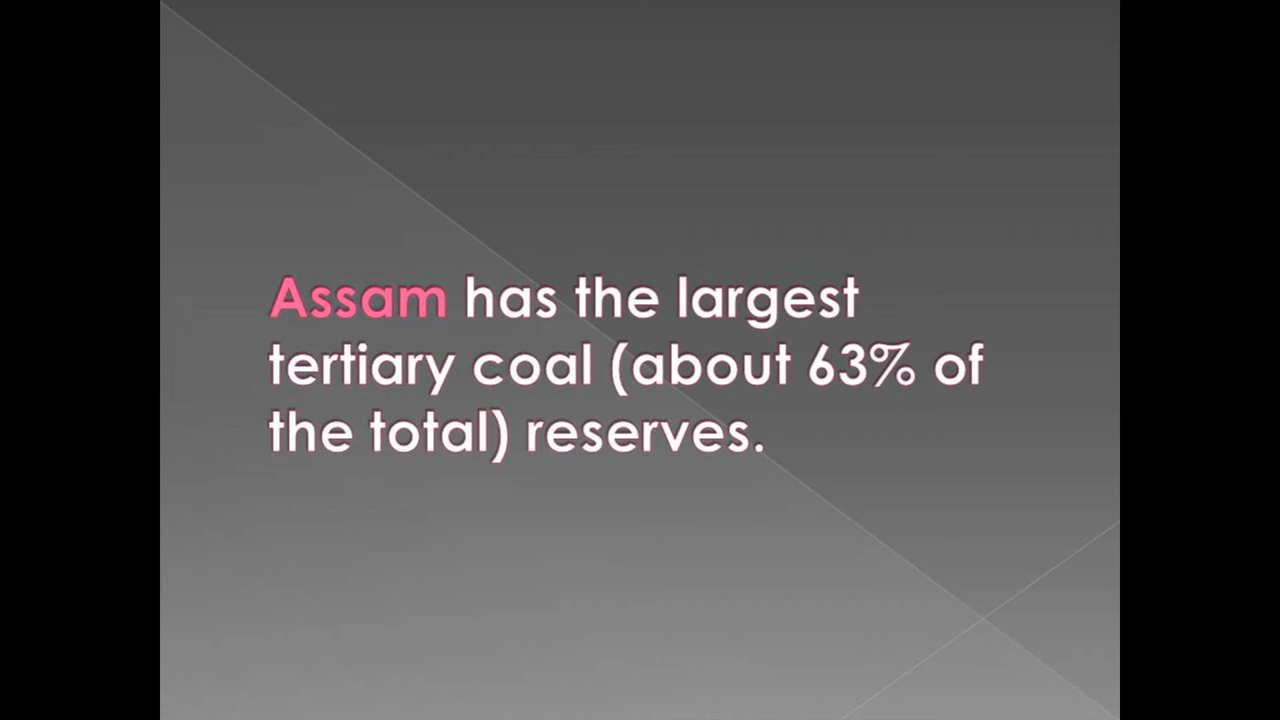 Assam has the largest
tertiary coal (about 63% of
the total) reserves.